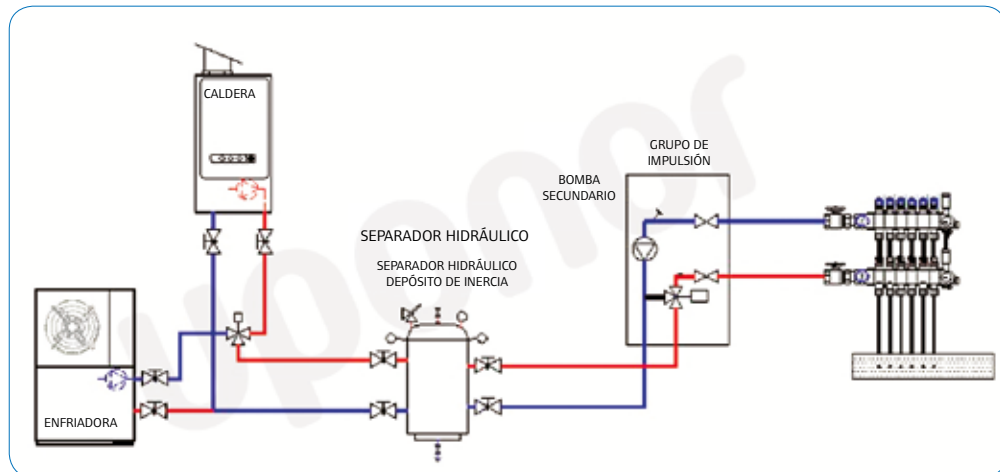 CALDERA
GRUPO DE
IMPULSIÓN
BOMBA
SECUNDARIO
SEPARADOR HIDRÁULICO
SEPARADOR HIDRÁULICO
DEPÓSITO DE INERCIA
ENFRIADORA
uponor